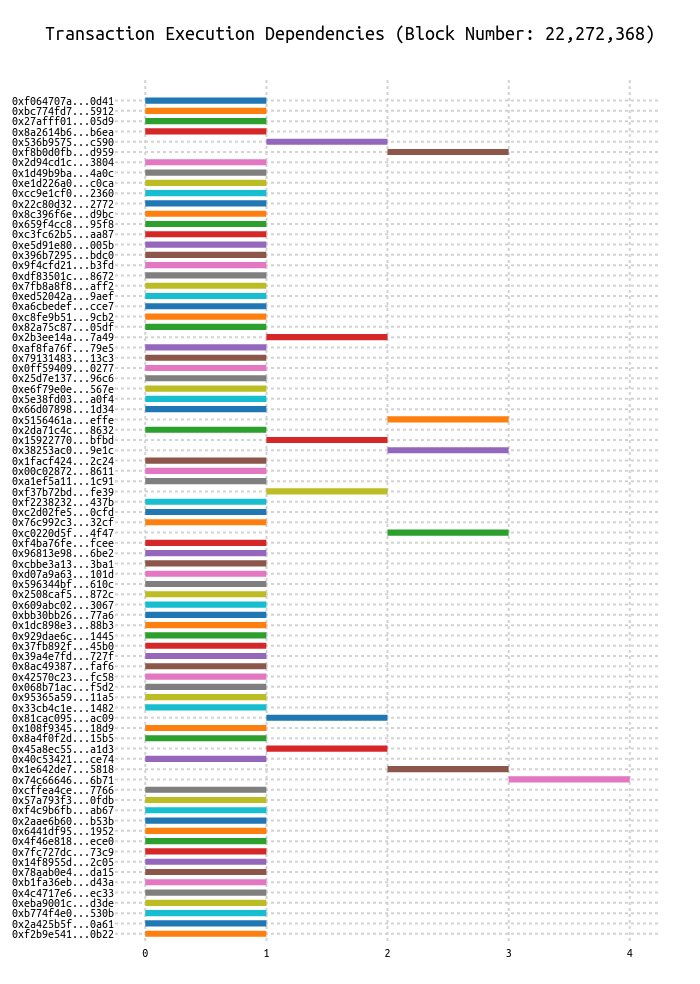 Transaction Execution Dependencies (Block Number: 22,272,368)
0xf064707a...0d41
0xbc774fd7...5912
0x27afff01...05d9
0x8a2614b6...b6ea
0x536b9575...c590
0xf8b0d0fb...d959
0x2d94cd1c...3804
0x1d49b9ba...4a0c
0xe1d226a0...c0ca
0xcc9e1cf0...2360
0x22c80d32...2772
0x8c396f6e...d9bc
0x659f4cc8...95f8
0xc3fc62b5...aa87
0xe5d91e80...005b
0x396b7295...bdc0
0x9f4cfd21...b3fd
0xdf83501c...8672
0x7fb8a8f8...aff2
0xed52042a...9aef
0xa6cbedef...cce7
0xc8fe9b51...9cb2
0x82a75c87...05df
0x2b3ee14a...7a49
0xaf8fa76f...79e5
0x79131483...13c3
0x0ff59409...0277
0x25d7e137...96c6
0xe6f79e0e...567e
0x5e38fd03...a0f4
0x66d07898...1d34
0x5156461a...effe
0x2da71c4c...8632
0x15922770...bfbd
0x38253ac0...9e1c
0x1facf424...2c24
0x00c02872...8611
0xa1ef5a11...1c91
0xf37b72bd...fe39
0xf2238232...437b
0xc2d02fe5...0cfd
0x76c992c3...32cf
0xc0220d5f...4f47
0xf4ba76fe...fcee
0x96813e98...6be2
0xcbbe3a13...3ba1
0xd07a9a63...101d
0x596344bf...610c
0x2508caf5...872c
0x609abc02...3067
0xbb30bb26...77a6
0x1dc898e3...88b3
0x929dae6c...1445
0x37fb892f...45b0
0x39a4e7fd...727f
0x8ac49387...faf6
0x42570c23...fc58
0x068b71ac...f5d2
0x95365a59...11a5
0x33cb4c1e...1482
0x81cac095...ac09
0x108f9345...18d9
0x8a4f0f2d...15b5
0x45a8ec55...a1d3
0x40c53421...ce74
0x1e642de7...5818
0x74c66646...6b71
0xcffea4ce...7766
0x57a793f3...0fdb
0xf4c9b6fb...ab67
0x2aae6b60...b53b
0x6441df95...1952
0x4f46e818...ece0
0x7fc727dc...73c9
0x14f8955d...2c05
0x78aab0e4...da15
0xb1fa36eb...d43a
0x4c4717e6...ec33
0xeba9001c...d3de
0xb774f4e0...530b
0x2a425b5f...0a61
0xf2b9e541...0b22
0 1 2 3 4